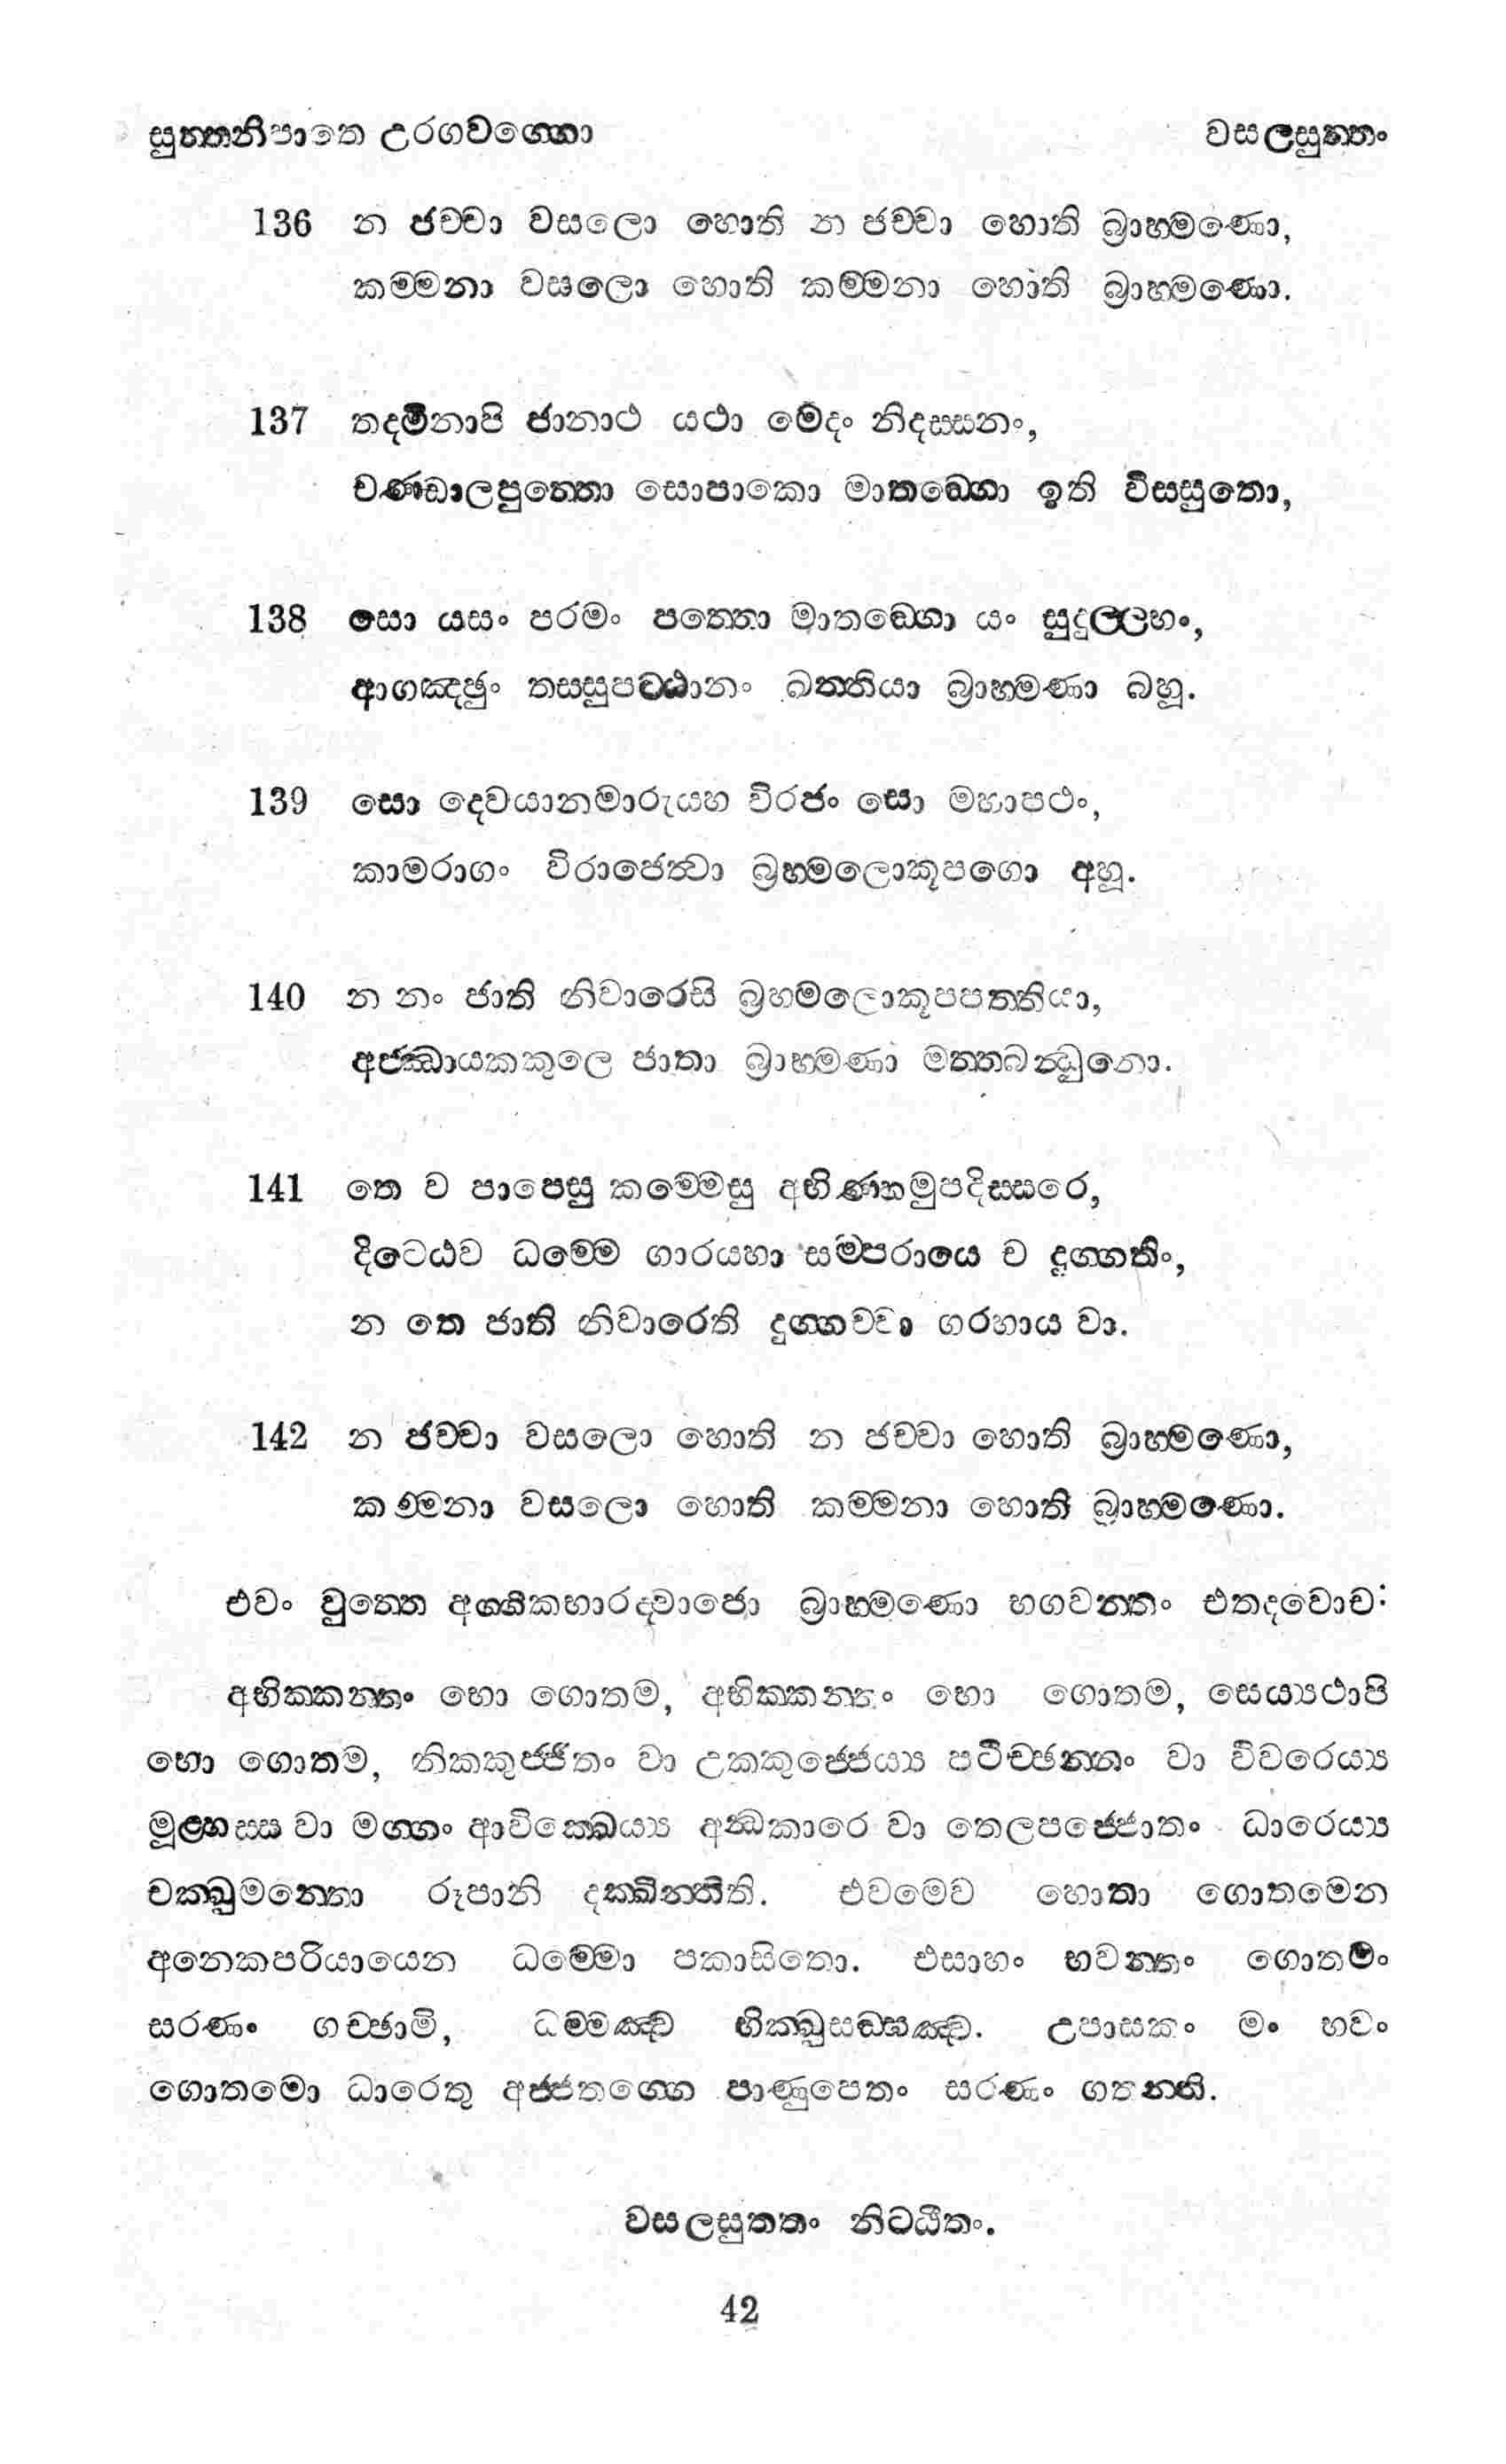 සුත්තනිපාතෙ උරගවග්ගො වසලසුත්තං
136 න ජච්චා වසලො හොති න ජච්චා හොති බ්‍රාහ්මණො,
කම්මනා වසලො හොති කම්මනා හොති බ්‍රාහ්මණො.
137 තදමිනාපි ජානාථ යථා මෙදං නිදස්සනං,
චණ්ඩාලපුත්තො සොපාකො මාතඞ්ගො ඉති විස්සුතො,
138 සො යසං පරමං පත්තො මාතඞ්ගො යං සුදුල්ලභං,
ආගඤ්ඡුං තස්සුපට්ඨානං ඛත්තියා බ්‍රාහ්මණා බහූ.
139 සො දෙවයානමාරුය්හ විරජං සො මහාපථං,
කාමරාගං විරාජෙත්වා බ්‍රහ්මලොකූපගො අහූ.
140 න නං ජාති නිවාරෙසි බ්‍රහ්මලොකූපපත්තියා,
අජ්ඣායකකුලෙ ජාතා බ්‍රාහ්මණා මන්තබන්ධුනො.
141 තෙ ච පාපෙසු කම්මෙසු අභිණ්හමුපදිස්සරෙ,
දිට්ඨෙව ධම්මෙ ගාරය්හා සම්පරායෙ ච දුග්ගතිං,
න තෙ ජාති නිවාරෙති දුග්ගච්චා ගරහාය වා.
142 න ජච්චා වසලො හොති න ජච්චා හොති බ්‍රාහ්මණො,
කම්මනා වසලො හොති කම්මනා හොති බ්‍රාහ්මණො.
එවං වුත්තෙ අග්ගිකභාරද්වාජො බ්‍රාහ්මණො භගවන්තං එතදවොච:
අභික්කන්තං භො ගොතම, අභික්කන්තං භො ගොතම, සෙය්‍යථාපි
භො ගොතම, නික්කුජ්ජිතං වා උක්කුජ්ජෙය්‍ය පටිච්ඡන්නං වා විවරෙය්‍ය
මූළ්හස්ස වා මග්ගං ආවික්ඛෙය්‍ය අන්ධකාරෙ වා තෙලපජ්ජොතං ධාරෙය්‍ය
චක්ඛුමන්තො රූපානි දක්ඛින්තීති. එවමෙව හොතා ගොතමෙන
අනෙකපරියායෙන ධම්මො පකාසිතො. එසාහං භවන්තං ගොතමං
සරණං ගච්ඡාමි, ධම්මඤ්ච භික්ඛුසඞ්ඝඤ්ච. උපාසකං මං භවං
ගොතමො ධාරෙතු අජ්ජතග්ගෙ පාණුපෙතං සරණං ගතන්ති.
වසලසුත්තං නිට්ඨිතං.
42